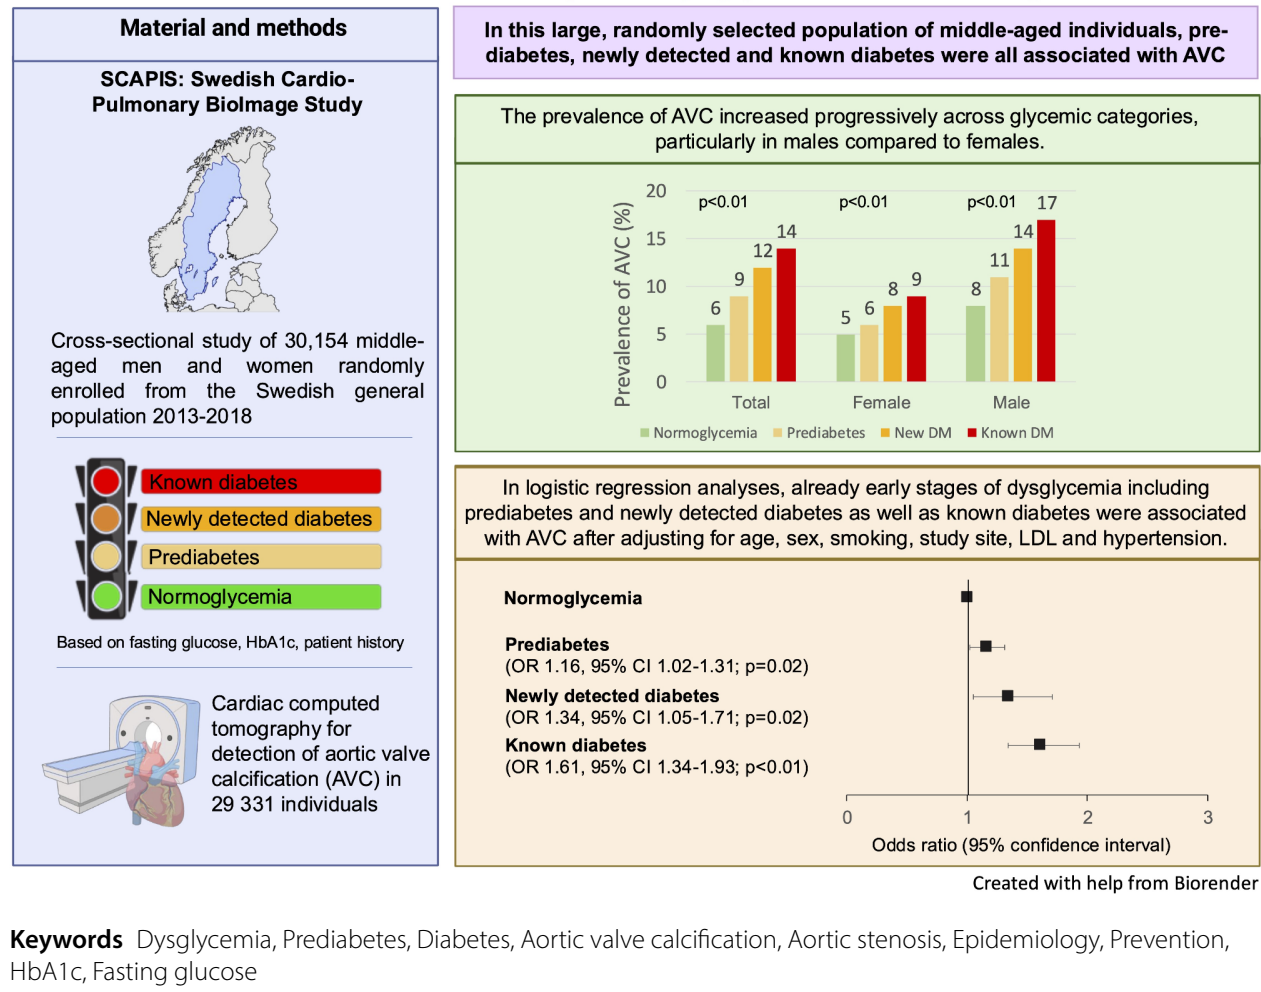 Material and methods
SCAPIS: Swedish Cardio-
Pulmonary BioImage Study
Cross-sectional study of 30,154 middle-
aged men and women randomly
enrolled from the Swedish general
population 2013-2018
Known diabetes
Newly detected diabetes
Prediabetes
Normoglycemia
Based on fasting glucose, HbA1c, patient history
Cardiac computed
tomography for
detection of aortic valve
calcification (AVC) in
29 331 individuals
In this large, randomly selected population of middle-aged individuals, pre-
diabetes, newly detected and known diabetes were all associated with AVC
The prevalence of AVC increased progressively across glycemic categories,
particularly in males compared to females.
Prevalence of AVC (%)
20
15
10
5
0
p<0.01
p<0.01
p<0.01
6
9
12
14
5
6
8
9
8
11
14
17
Total
Female
Male
Normoglycemia
Prediabetes
New DM
Known DM
In logistic regression analyses, already early stages of dysglycemia including
prediabetes and newly detected diabetes as well as known diabetes were associated
with AVC after adjusting for age, sex, smoking, study site, LDL and hypertension.
Normoglycemia
Prediabetes
(OR 1.16, 95% CI 1.02-1.31; p=0.02)
Newly detected diabetes
(OR 1.34, 95% CI 1.05-1.71; p=0.02)
Known diabetes
(OR 1.61, 95% CI 1.34-1.93; p<0.01)
0
1
2
3
Odds ratio (95% confidence interval)
Created with help from Biorender
Keywords Dysglycemia, Prediabetes, Diabetes, Aortic valve calcification, Aortic stenosis, Epidemiology, Prevention,
HbA1c, Fasting glucose